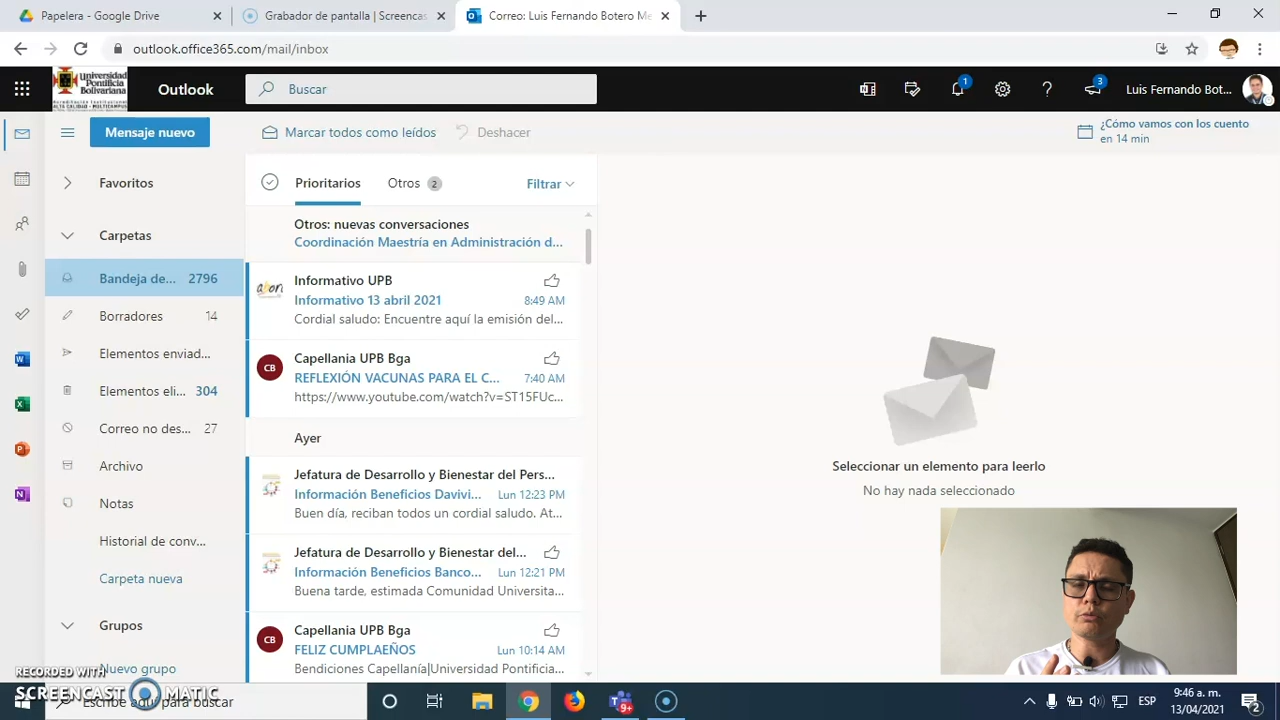 Papelera - Google Drive
Grabador de pantalla | Screencas
Correo: Luis Fernando Botero Me
outlook.office365.com/mail/inbox
Universidad
Pontificia
Bolivariana
Outlook
Buscar
1
3
Luis Fernando Bot...
Mensaje nuevo
Marcar todos como leídos
Deshacer
¿Cómo vamos con los cuento
en 14 min
Favoritos
Prioritarios
Otros 2
Filtrar
Carpetas
Otros: nuevas conversaciones
Coordinación Maestría en Administración d...
Bandeja de... 2796
Informativo UPB
Informativo 13 abril 2021 8:49 AM
Cordial saludo: Encuentre aquí la emisión del...
Borradores 14
Elementos enviad...
CB
Capellania UPB Bga
REFLEXIÓN VACUNAS PARA EL C... 7:40 AM
https://www.youtube.com/watch?v=ST15FUc...
Elementos eli... 304
Correo no des... 27
Ayer
Archivo
Jefatura de Desarrollo y Bienestar del Pers...
Información Beneficios Davivi... Lun 12:23 PM
Buen día, reciban todos un cordial saludo. At...
Seleccionar un elemento para leerlo
No hay nada seleccionado
Notas
Historial de conv...
Jefatura de Desarrollo y Bienestar del...
Información Beneficios Banco... Lun 12:21 PM
Buena tarde, estimada Comunidad Universita...
Carpeta nueva
Grupos
CB
Capellania UPB Bga
FELIZ CUMPLAEÑOS Lun 10:14 AM
Bendiciones Capellanía|Universidad Pontificia...
Nuevo grupo
RECORDED WITH
SCREENCAST MATIC
Escribe aquí para buscar
9+
ESP
9:46 a. m.
13/04/2021
2